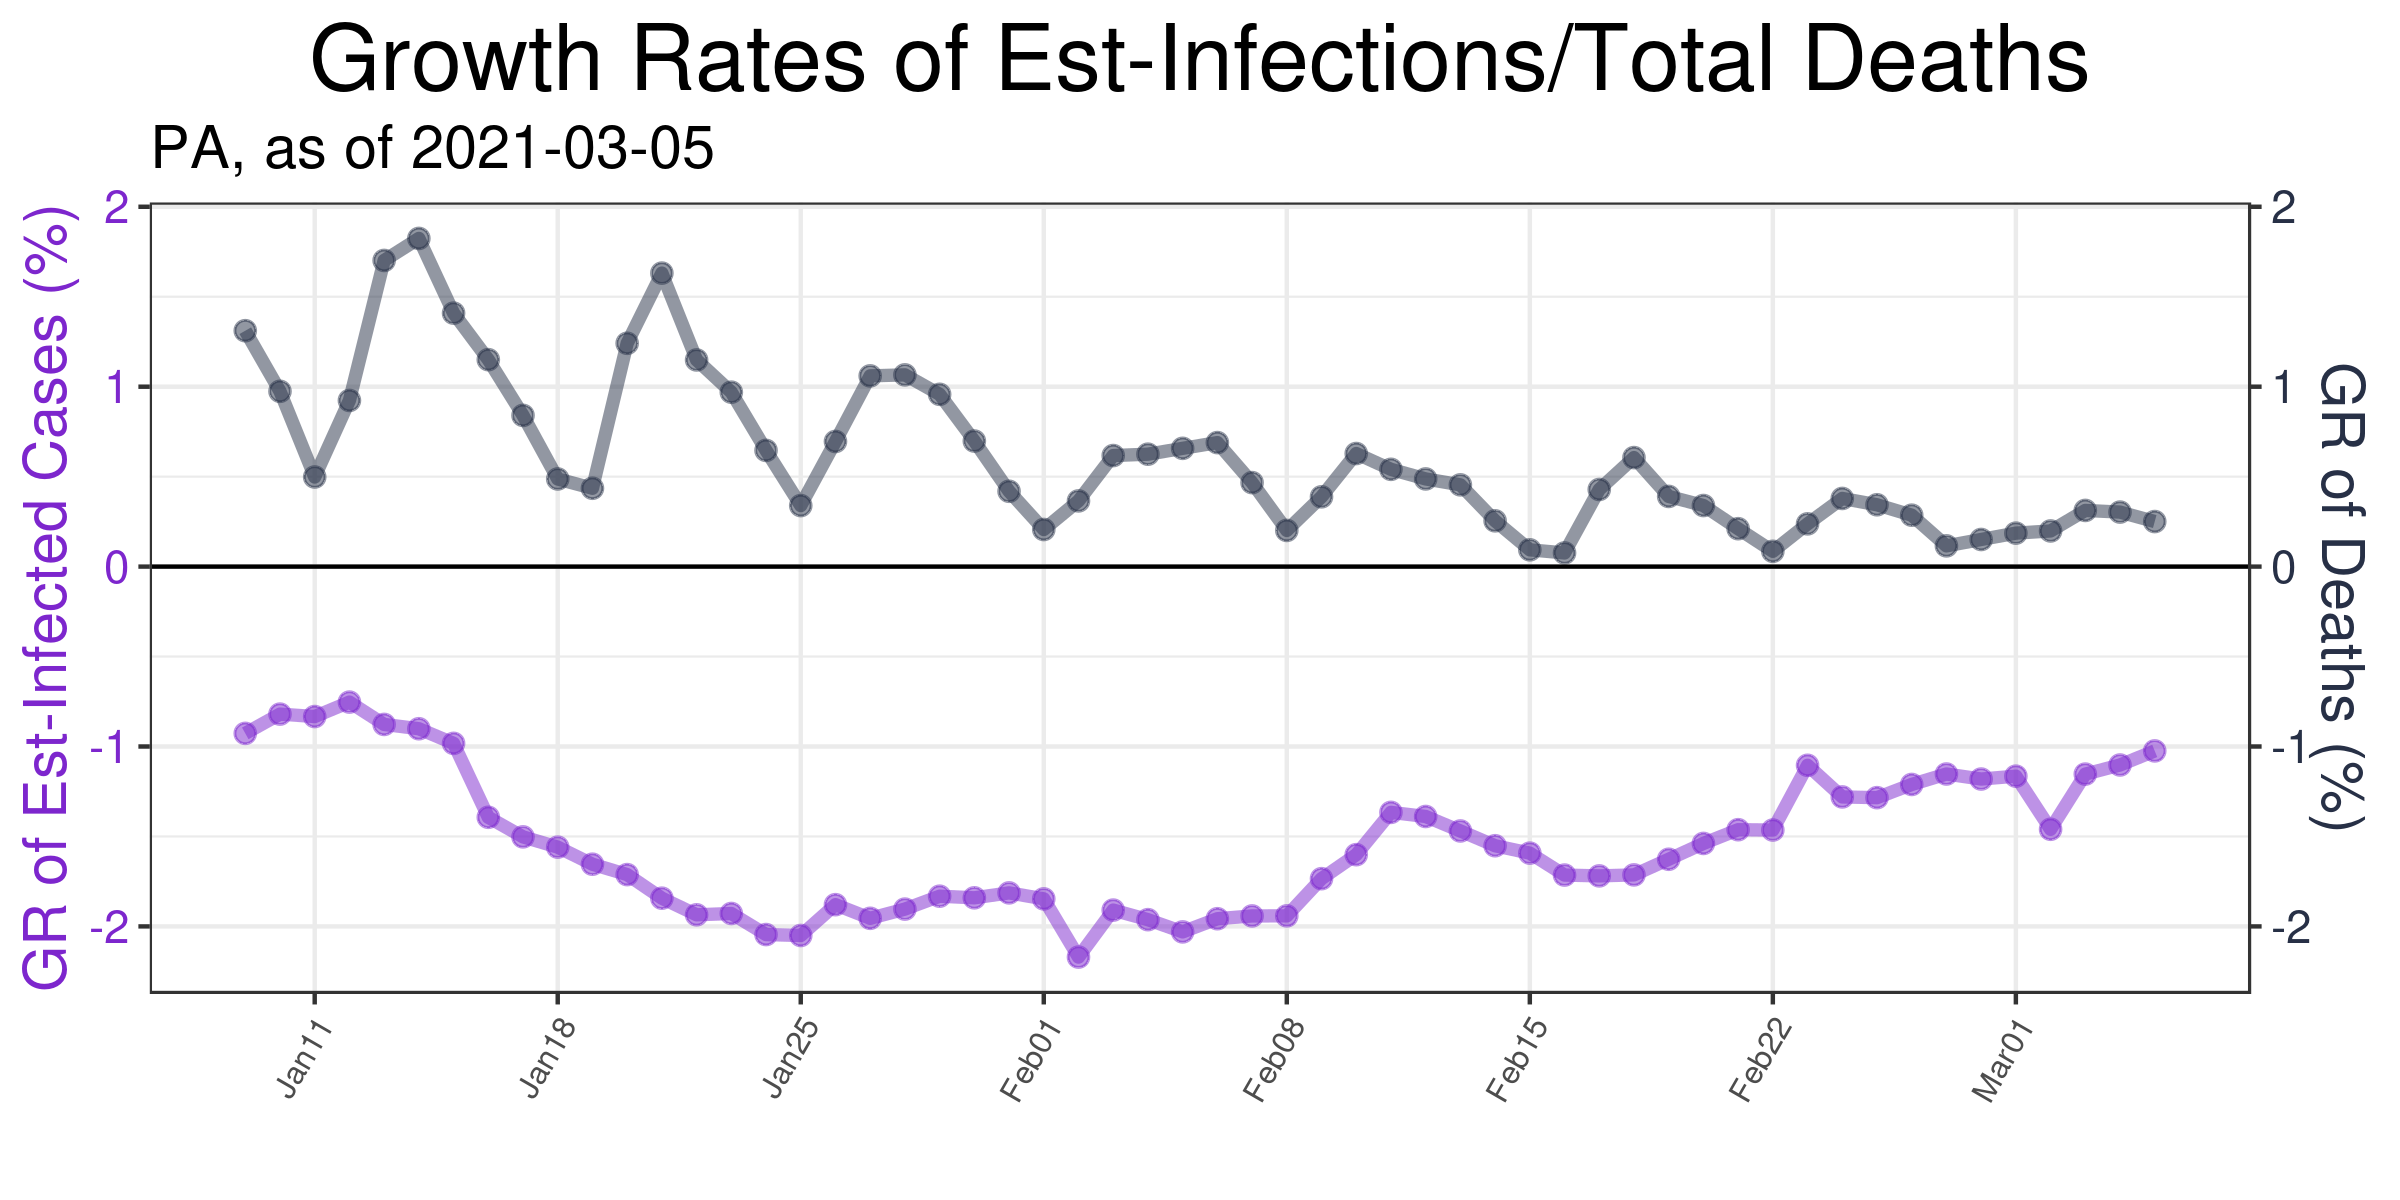 Growth Rates of Est-Infections/Total Deaths
PA, as of 2021-03-05
GR of Est-Infected Cases (%)
2
1
0
-1
-2
2
1
0
-1
-2
GR of Deaths (%)
Jan11
Jan18
Jan25
Feb01
Feb08
Feb15
Feb22
Mar01